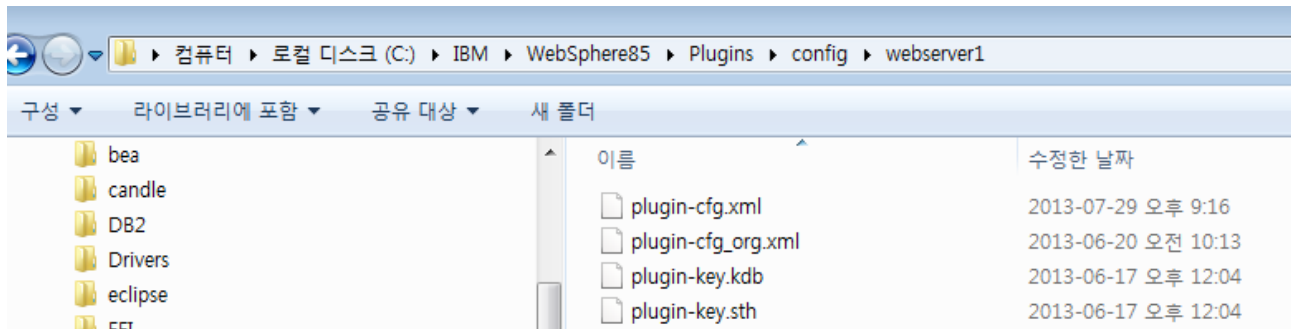 컴퓨터 ▸ 로컬 디스크 (C:) ▸ IBM ▸ WebSphere85 ▸ Plugins ▸ config ▸ webserver1
구성 라이브러리에 포함 공유 대상 새 폴더
bea
candle
DB2
Drivers
eclipse
이름 수정한 날짜
plugin-cfg.xml 2013-07-29 오후 9:16
plugin-cfg_org.xml 2013-06-20 오전 10:13
plugin-key.kdb 2013-06-17 오후 12:04
plugin-key.sth 2013-06-17 오후 12:04